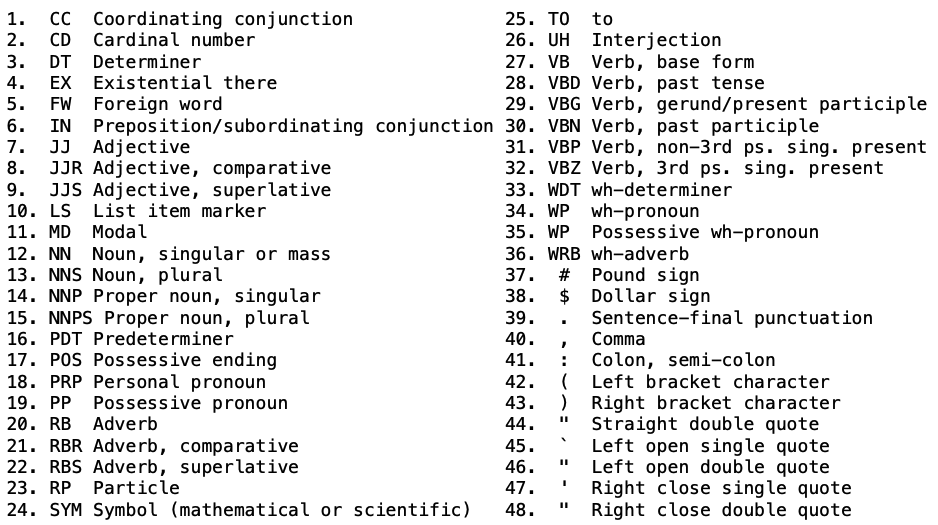 1. CC Coordinating conjunction
2. CD Cardinal number
3. DT Determiner
4. EX Existential there
5. FW Foreign word
6. IN Preposition/subordinating conjunction
7. JJ Adjective
8. JJR Adjective, comparative
9. JJS Adjective, superlative
10. LS List item marker
11. MD Modal
12. NN Noun, singular or mass
13. NNS Noun, plural
14. NNP Proper noun, singular
15. NNPS Proper noun, plural
16. PDT Predeterminer
17. POS Possessive ending
18. PRP Personal pronoun
19. PP Possessive pronoun
20. RB Adverb
21. RBR Adverb, comparative
22. RBS Adverb, superlative
23. RP Particle
24. SYM Symbol (mathematical or scientific)
25. TO to
26. UH Interjection
27. VB Verb, base form
28. VBD Verb, past tense
29. VBG Verb, gerund/present participle
30. VBN Verb, past participle
31. VBP Verb, non-3rd ps. sing. present
32. VBZ Verb, 3rd ps. sing. present
33. WDT wh-determiner
34. WP wh-pronoun
35. WP Possessive wh-pronoun
36. WRB wh-adverb
37. # Pound sign
38. $ Dollar sign
39. . Sentence-final punctuation
40. , Comma
41. : Colon, semi-colon
42. ( Left bracket character
43. ) Right bracket character
44. " Straight double quote
45. ` Left open single quote
46. " Left open double quote
47. ' Right close single quote
48. " Right close double quote